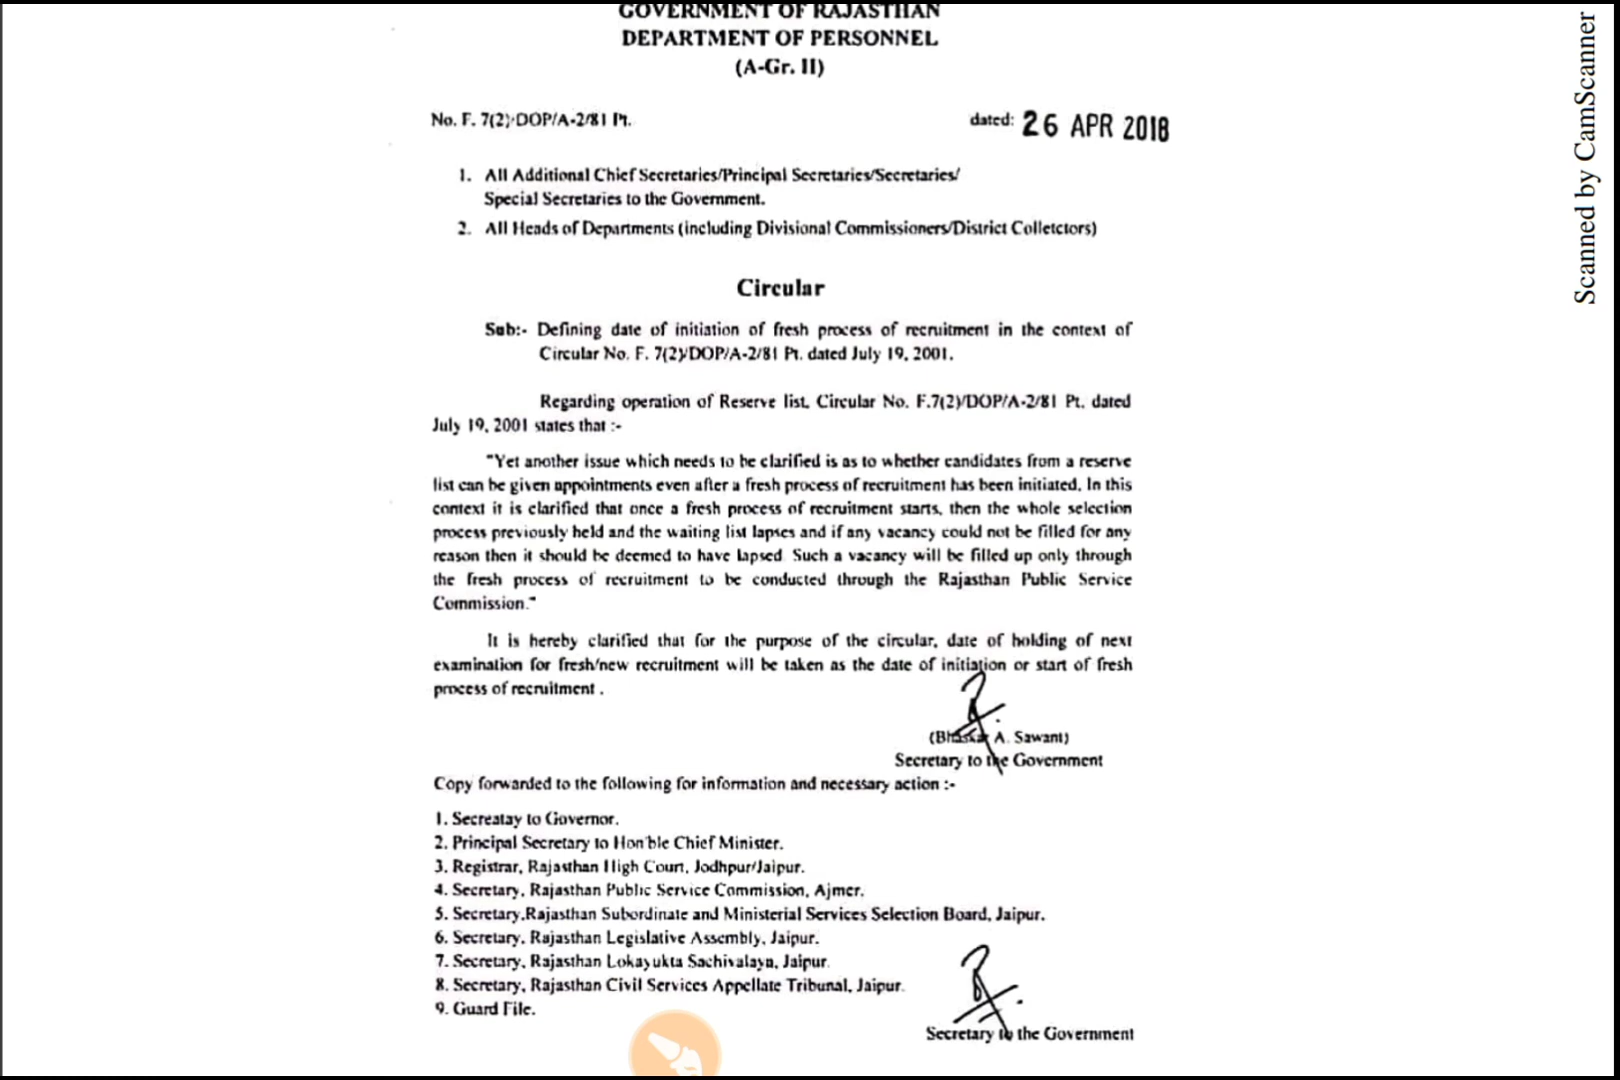 GOVERNMENT OF RAJASTHAN
DEPARTMENT OF PERSONNEL
(A-Gr. II)
No. F. 7(2)/DOP/A-2/81 Pt.
dated: 26 APR 2018
1. All Additional Chief Secretaries/Principal Secretaries/Secretaries/
Special Secretaries to the Government.
2. All Heads of Departments (including Divisional Commissioners/District Colletctors)
Circular
Sub:- Defining date of initiation of fresh process of recruitment in the context of
Circular No. F. 7(2)/DOP/A-2/81 Pt. dated July 19, 2001.
Regarding operation of Reserve list, Circular No. F.7(2)/DOP/A-2/81 Pt. dated
July 19, 2001 states that :-
"Yet another issue which needs to be clarified is as to whether candidates from a reserve
list can be given appointments even after a fresh process of recruitment has been initiated. In this
context it is clarified that once a fresh process of recruitment starts, then the whole selection
process previously held and the waiting list lapses and if any vacancy could not be filled for any
reason then it should be deemed to have lapsed. Such a vacancy will be filled up only through
the fresh process of recruitment to be conducted through the Rajasthan Public Service
Commission."
It is hereby clarified that for the purpose of the circular, date of holding of next
examination for fresh/new recruitment will be taken as the date of initiation or start of fresh
process of recruitment .
(Bhaskar A. Sawant)
Secretary to the Government
Copy forwarded to the following for information and necessary action :-
1. Secreatay to Governor.
2. Principal Secretary to Hon'ble Chief Minister.
3. Registrar, Rajasthan High Court, Jodhpur/Jaipur.
4. Secretary, Rajasthan Public Service Commission, Ajmer.
5. Secretary,Rajasthan Subordinate and Ministerial Services Selection Board, Jaipur.
6. Secretary, Rajasthan Legislative Assembly, Jaipur.
7. Secretary, Rajasthan Lokayukta Sachivalaya, Jaipur.
8. Secretary, Rajasthan Civil Services Appellate Tribunal, Jaipur.
9. Guard File.
Secretary to the Government
Scanned by CamScanner